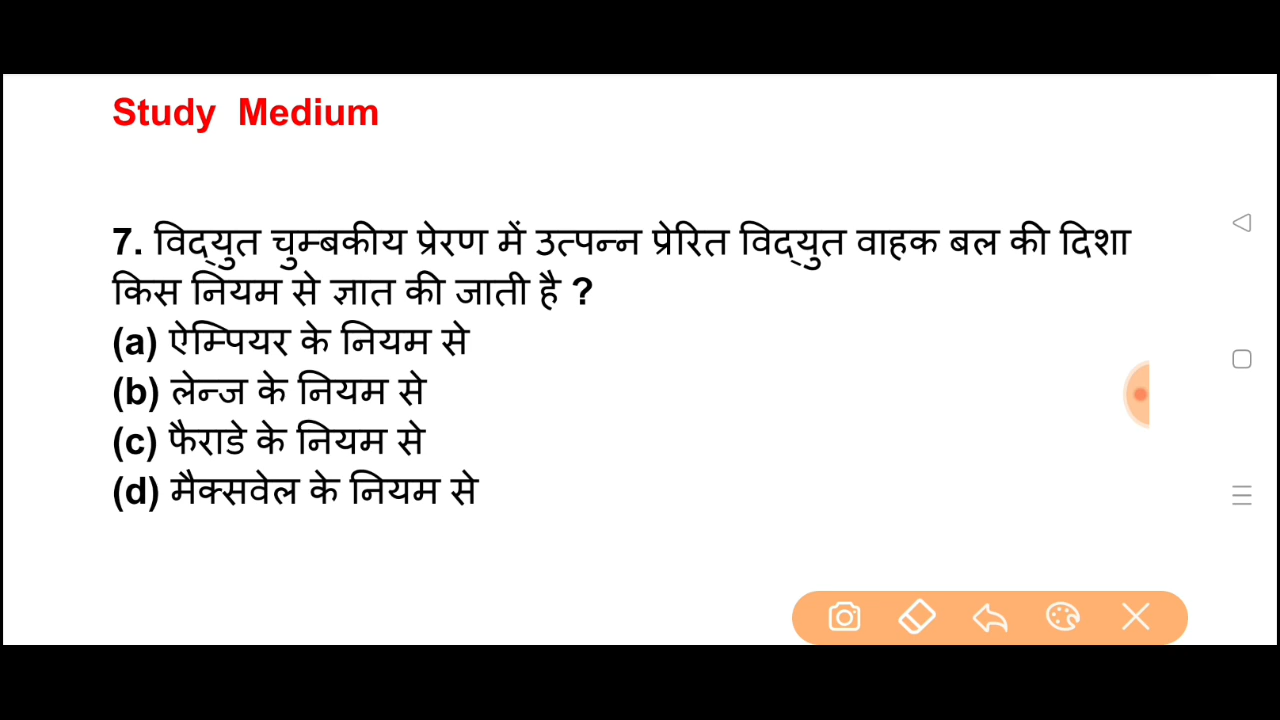 Study Medium
7. विद्युत चुम्बकीय प्रेरण में उत्पन्न प्रेरित विद्युत वाहक बल की दिशा
किस नियम से ज्ञात की जाती है ?
(a) ऐम्पियर के नियम से
(b) लेन्ज के नियम से
(c) फैराडे के नियम से
(d) मैक्सवेल के नियम से